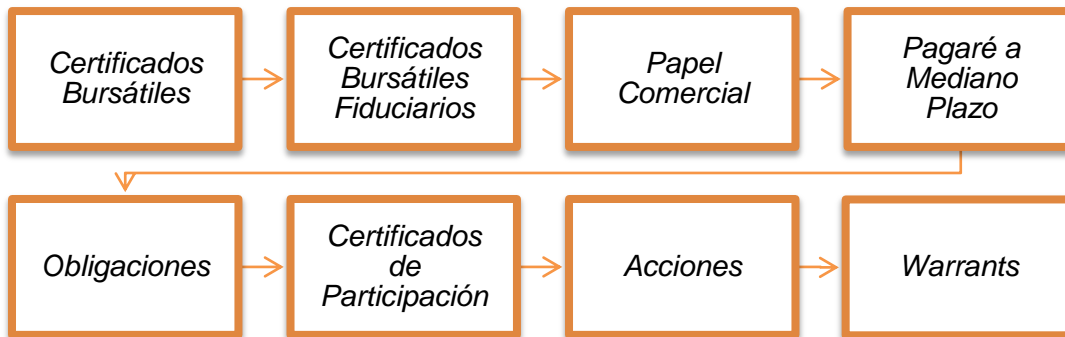 Certificados
Bursátiles
Certificados
Bursátiles
Fiduciarios
Papel
Comercial
Pagaré a
Mediano
Plazo
Obligaciones
Certificados
de
Participación
Acciones
Warrants